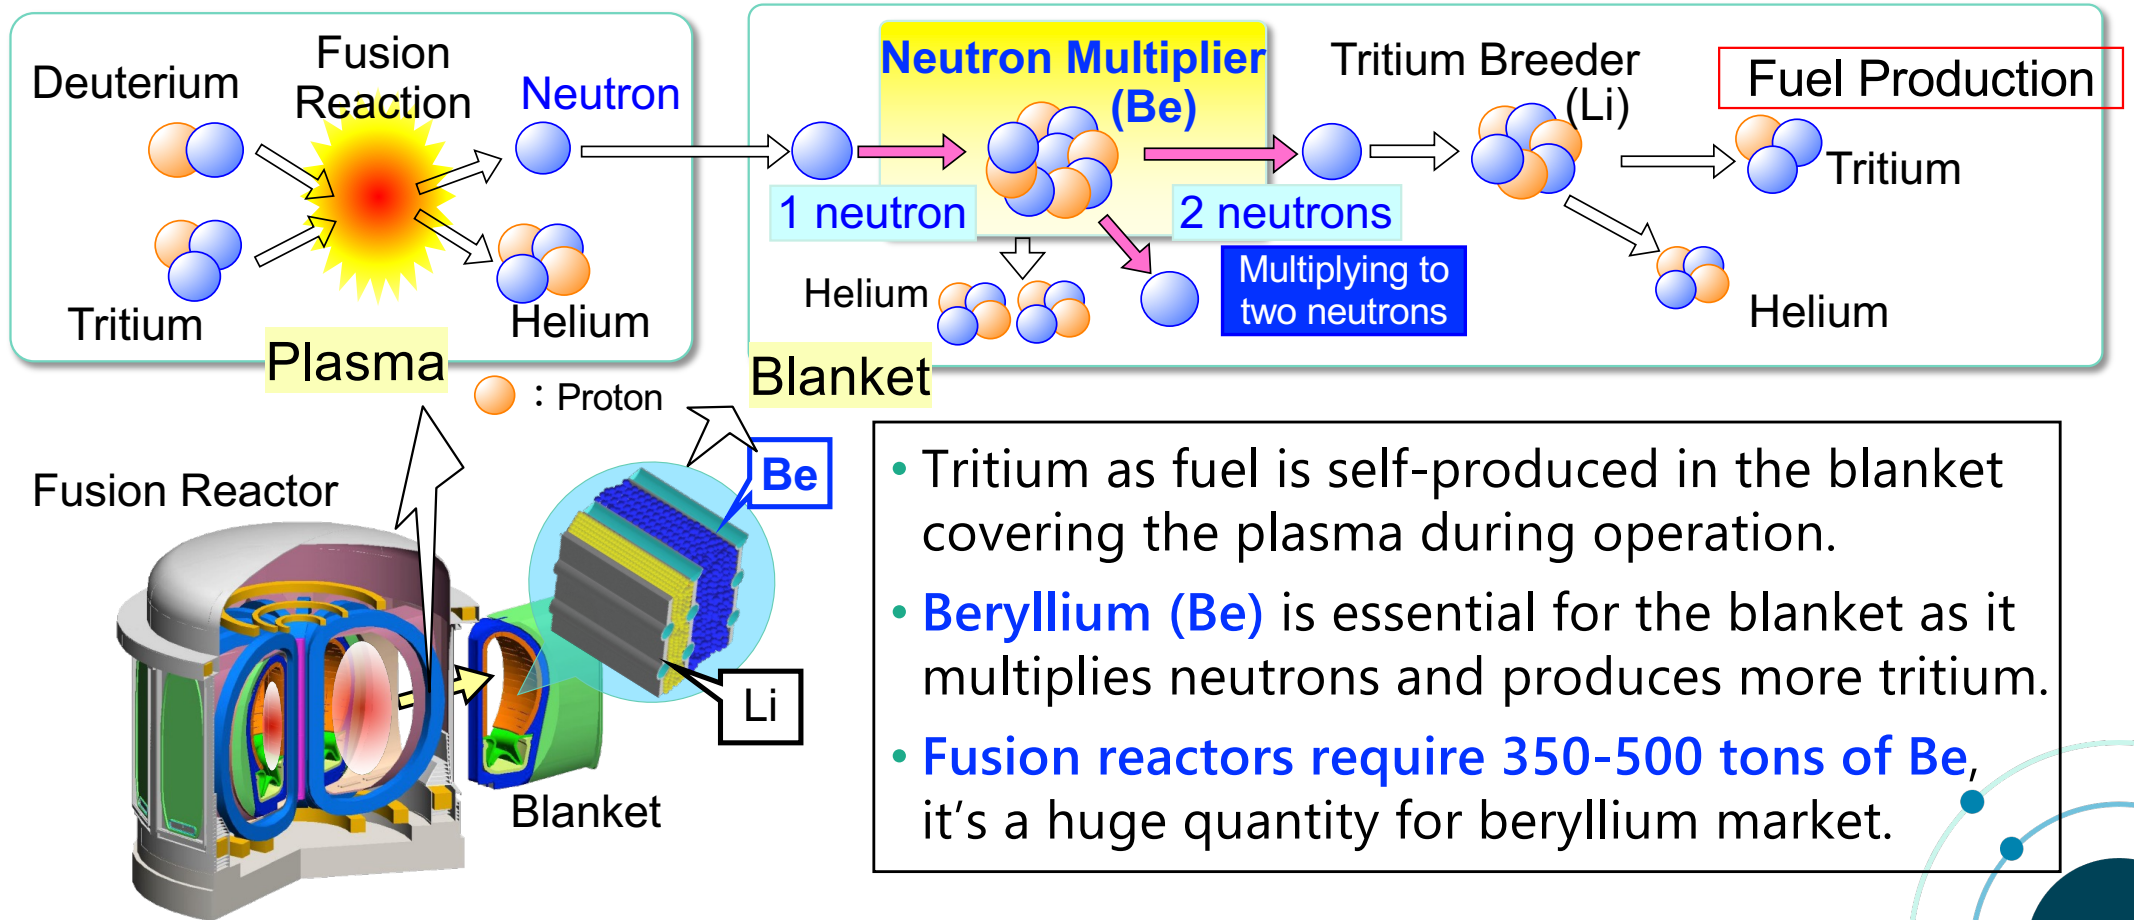 Deuterium
Fusion
Reaction
Neutron
Tritium
Helium
Plasma
Neutron Multiplier
(Be)
1 neutron
2 neutrons
Helium
Multiplying to
two neutrons
Tritium Breeder
(Li)
Fuel Production
Tritium
Helium
Blanket
: Proton
Fusion Reactor
Be
Li
Blanket
• Tritium as fuel is self-produced in the blanket
covering the plasma during operation.
• Beryllium (Be) is essential for the blanket as it
multiplies neutrons and produces more tritium.
• Fusion reactors require 350-500 tons of Be,
it’s a huge quantity for beryllium market.